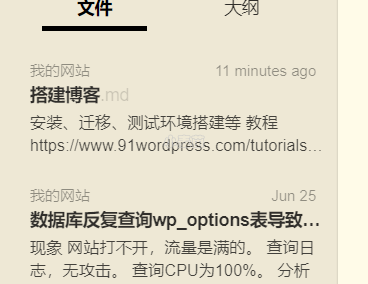 文件 大纲
我的网站 11 minutes ago
搭建博客.md
安装、迁移、测试环境搭建等 教程
https://www.91wordpress.com/tutorials...
我的网站 Jun 25
数据库反复查询wp_options表导致...
现象 网站打不开，流量是满的。 查询日
志，无攻击。 查询CPU为100%。 分析